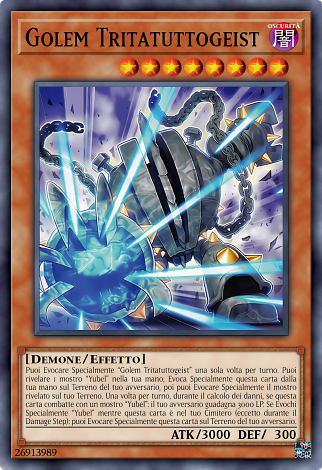 Golem Tritatuttogeist
OSCURITÀ
闇
[Demone/Effetto]
Puoi Evocare Specialmente "Golem Tritatuttogeist" una sola volta per turno. Puoi
rivelare 1 mostro "Yubel" nella tua mano; Evoca Specialmente questa carta dalla
tua mano sul Terreno del tuo avversario, poi puoi Evocare Specialmente il mostro
rivelato sul tuo Terreno. Una volta per turno, durante il calcolo dei danni, se questa
carta combatte con un mostro "Yubel": il tuo avversario guadagna 3000 LP. Se Evochi
Specialmente un mostro "Yubel" mentre questa carta è nel tuo Cimitero (eccetto durante il
Damage Step): puoi Evocare Specialmente questa carta sul Terreno del tuo avversario.
ATK/3000 DEF/ 300
26913989